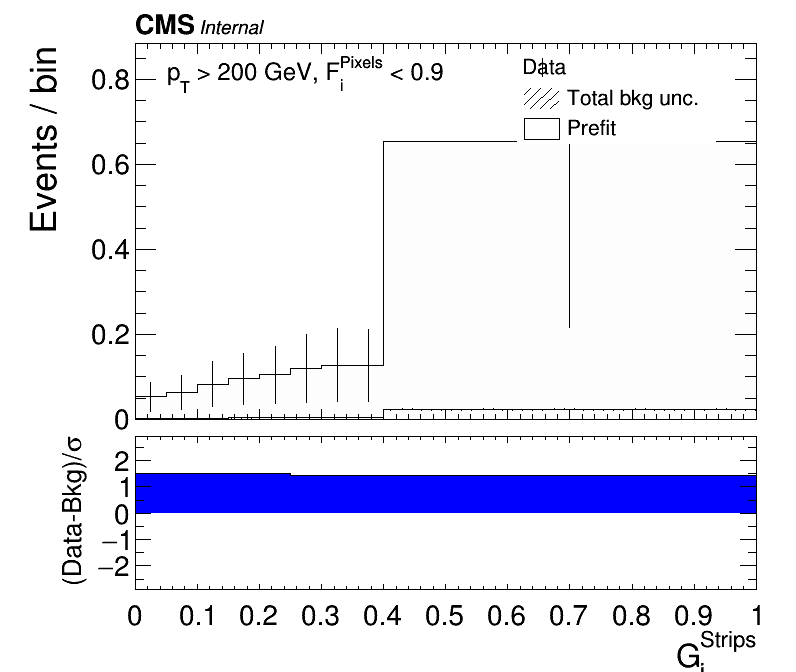 CMS Internal
p_T > 200 GeV, F_i^Pixels < 0.9
Data
Total bkg unc.
Prefit
Events / bin
0.8
0.6
0.4
0.2
0
(Data-Bkg)/σ
2
1
0
−1
−2
0 0.1 0.2 0.3 0.4 0.5 0.6 0.7 0.8 0.9 1
G_i^Strips